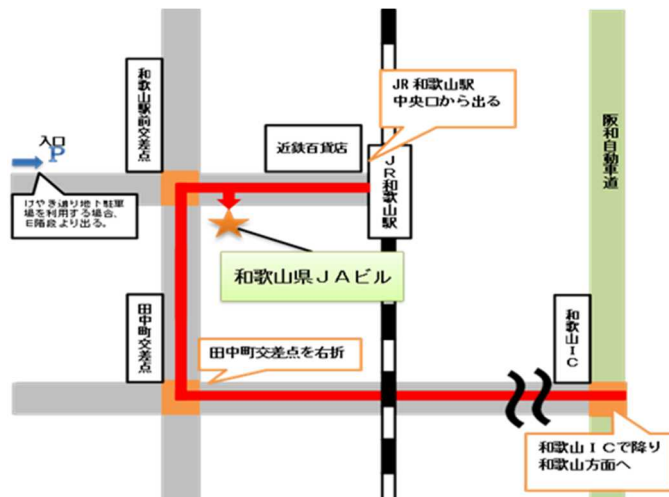 和歌山駅前交差点
JR 和歌山駅
中央口から出る
近鉄百貨店
JR和歌山駅
阪和自動車道
入口
P
けやき通り地下駐車
場を利用する場合、
E階段より出る。
和歌山県JAビル
田中町交差点
田中町交差点を右折
和歌山IC
和歌山ICで降り
和歌山方面へ